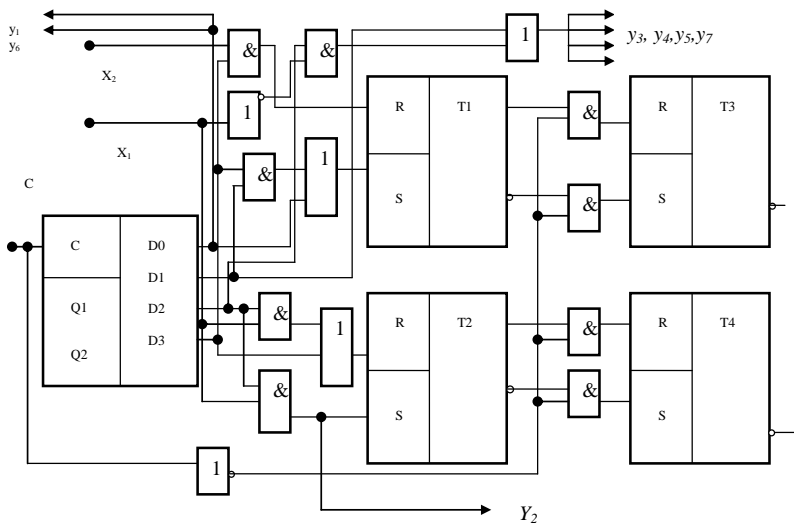 y₁
y₆
X₂
X₁
C
&
&
1
y₃, y₄,y₅,y₇
1
&
1
R T1
S
&
&
R T3
S
C D0
D1
Q1 D2
Q2 D3
&
1
&
R T2
S
&
&
R T4
S
1
Y₂